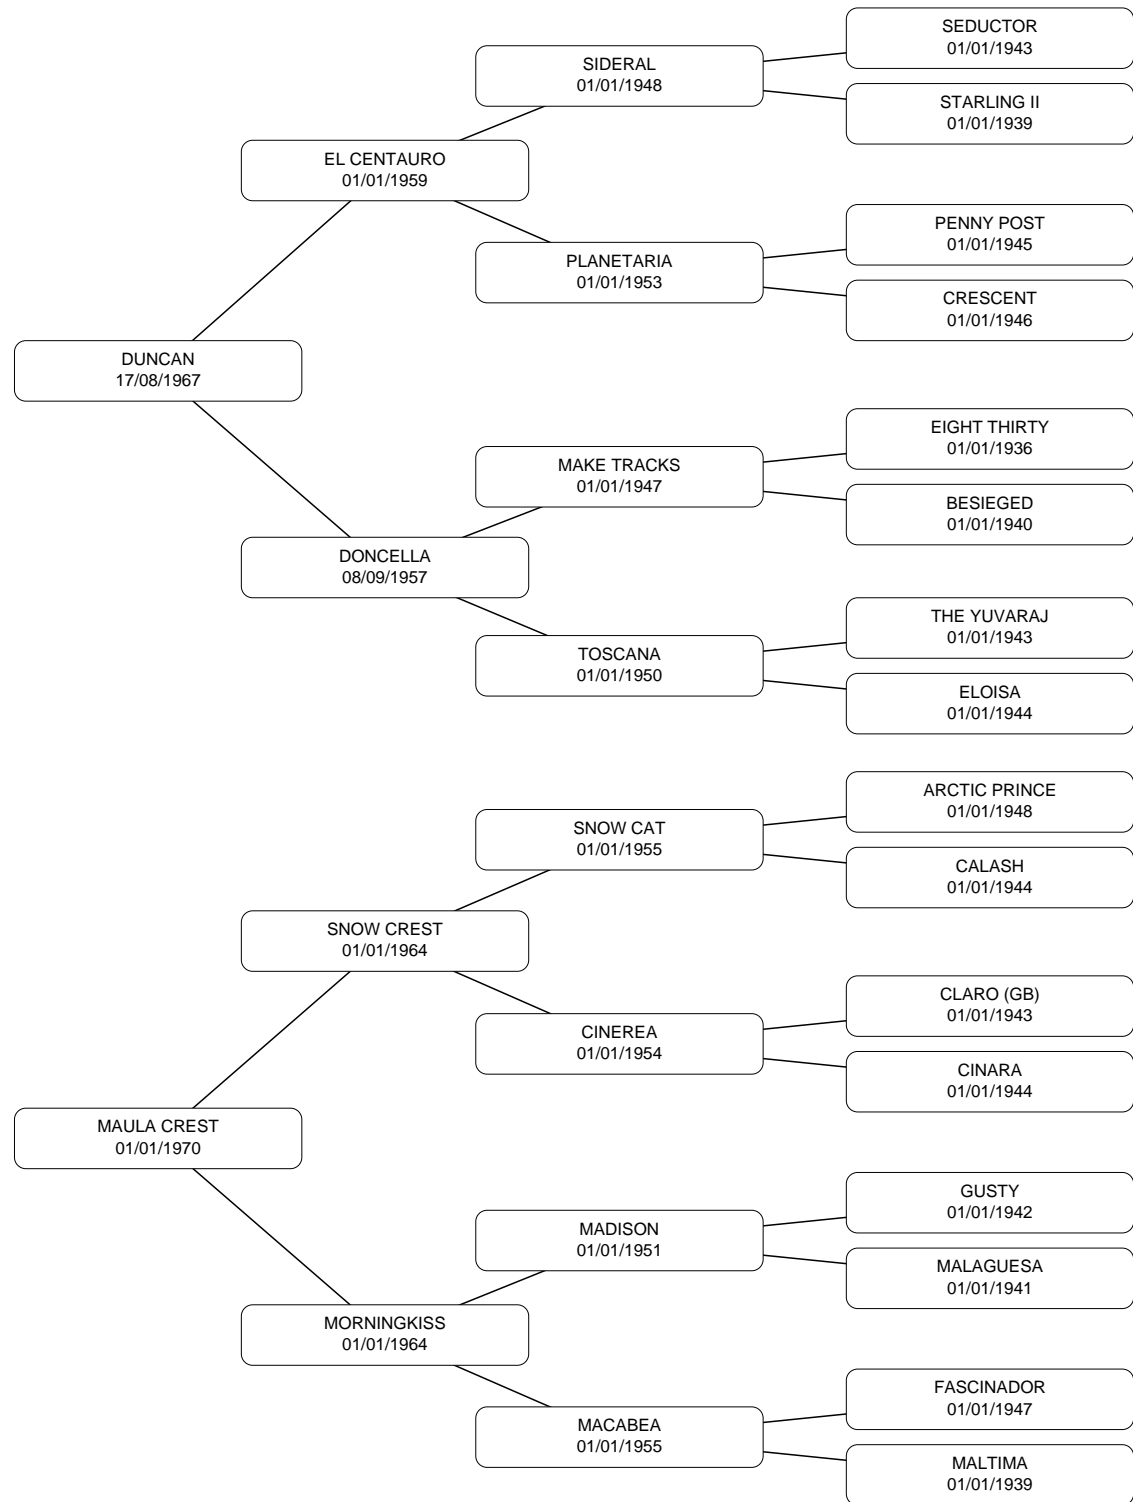 SEDUCTOR
01/01/1943
SIDERAL
01/01/1948
STARLING II
01/01/1939
EL CENTAURO
01/01/1959
PENNY POST
01/01/1945
PLANETARIA
01/01/1953
CRESCENT
01/01/1946
DUNCAN
17/08/1967
EIGHT THIRTY
01/01/1936
MAKE TRACKS
01/01/1947
BESIEGED
01/01/1940
DONCELLA
08/09/1957
THE YUVARAJ
01/01/1943
TOSCANA
01/01/1950
ELOISA
01/01/1944
ARCTIC PRINCE
01/01/1948
SNOW CAT
01/01/1955
CALASH
01/01/1944
SNOW CREST
01/01/1964
CLARO (GB)
01/01/1943
CINEREA
01/01/1954
CINARA
01/01/1944
MAULA CREST
01/01/1970
GUSTY
01/01/1942
MADISON
01/01/1951
MALAGUESA
01/01/1941
MORNINGKISS
01/01/1964
FASCINADOR
01/01/1947
MACABEA
01/01/1955
MALTIMA
01/01/1939